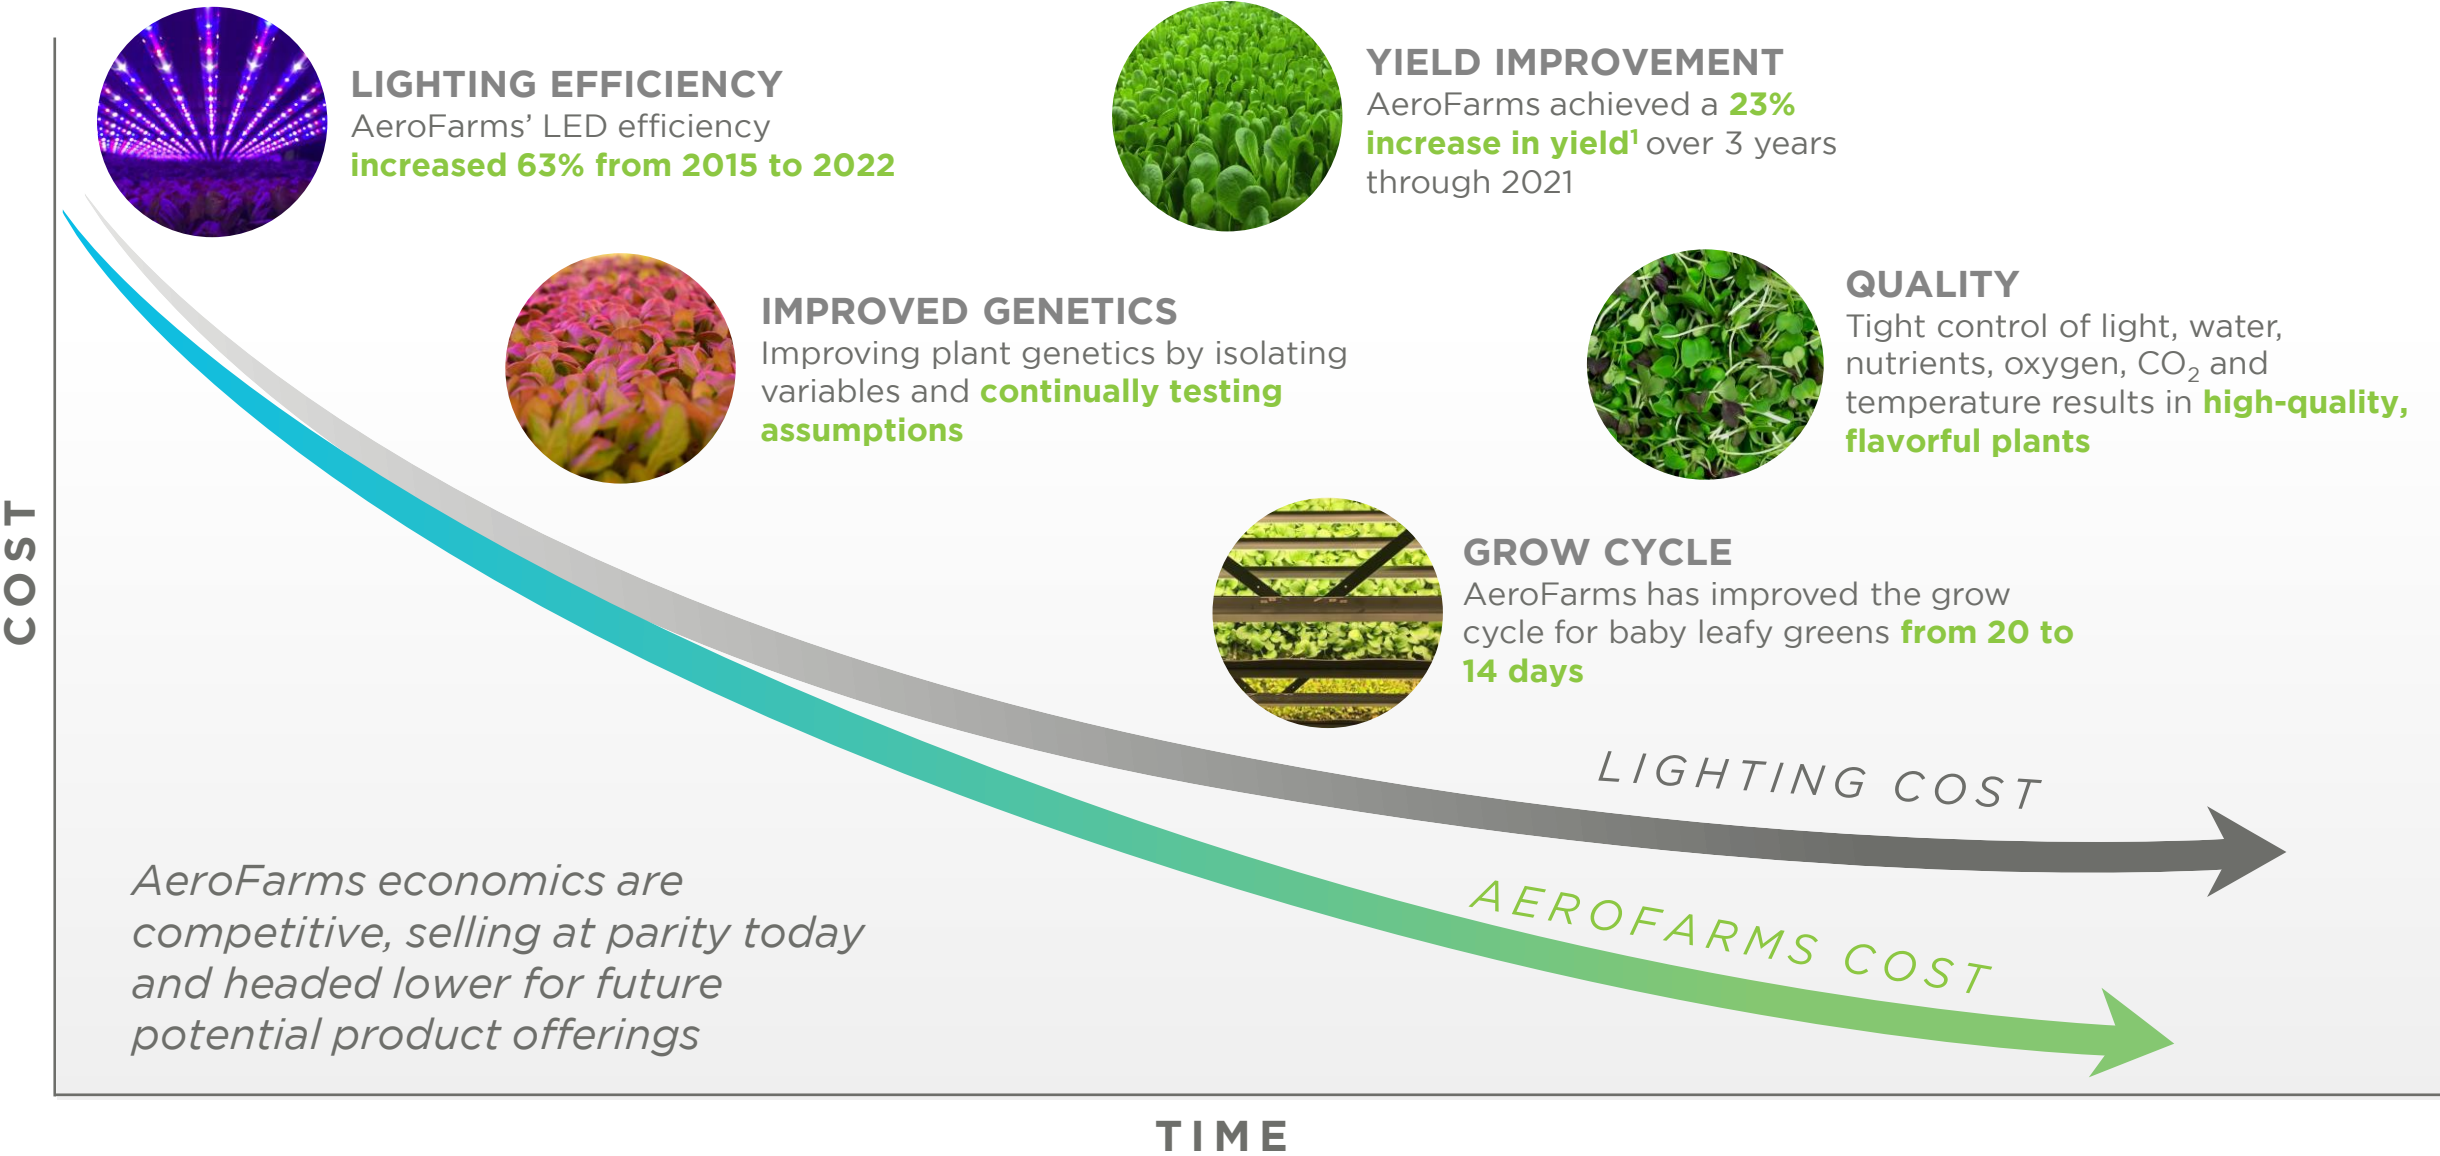 LIGHTING EFFICIENCY
AeroFarms’ LED efficiency
increased 63% from 2015 to 2022
YIELD IMPROVEMENT
AeroFarms achieved a 23%
increase in yield¹ over 3 years
through 2021
IMPROVED GENETICS
Improving plant genetics by isolating
variables and continually testing
assumptions
QUALITY
Tight control of light, water,
nutrients, oxygen, CO₂ and
temperature results in high-quality,
flavorful plants
GROW CYCLE
AeroFarms has improved the grow
cycle for baby leafy greens from 20 to
14 days
COST
LIGHTING COST
AEROFARMS COST
AeroFarms economics are
competitive, selling at parity today
and headed lower for future
potential product offerings
TIME